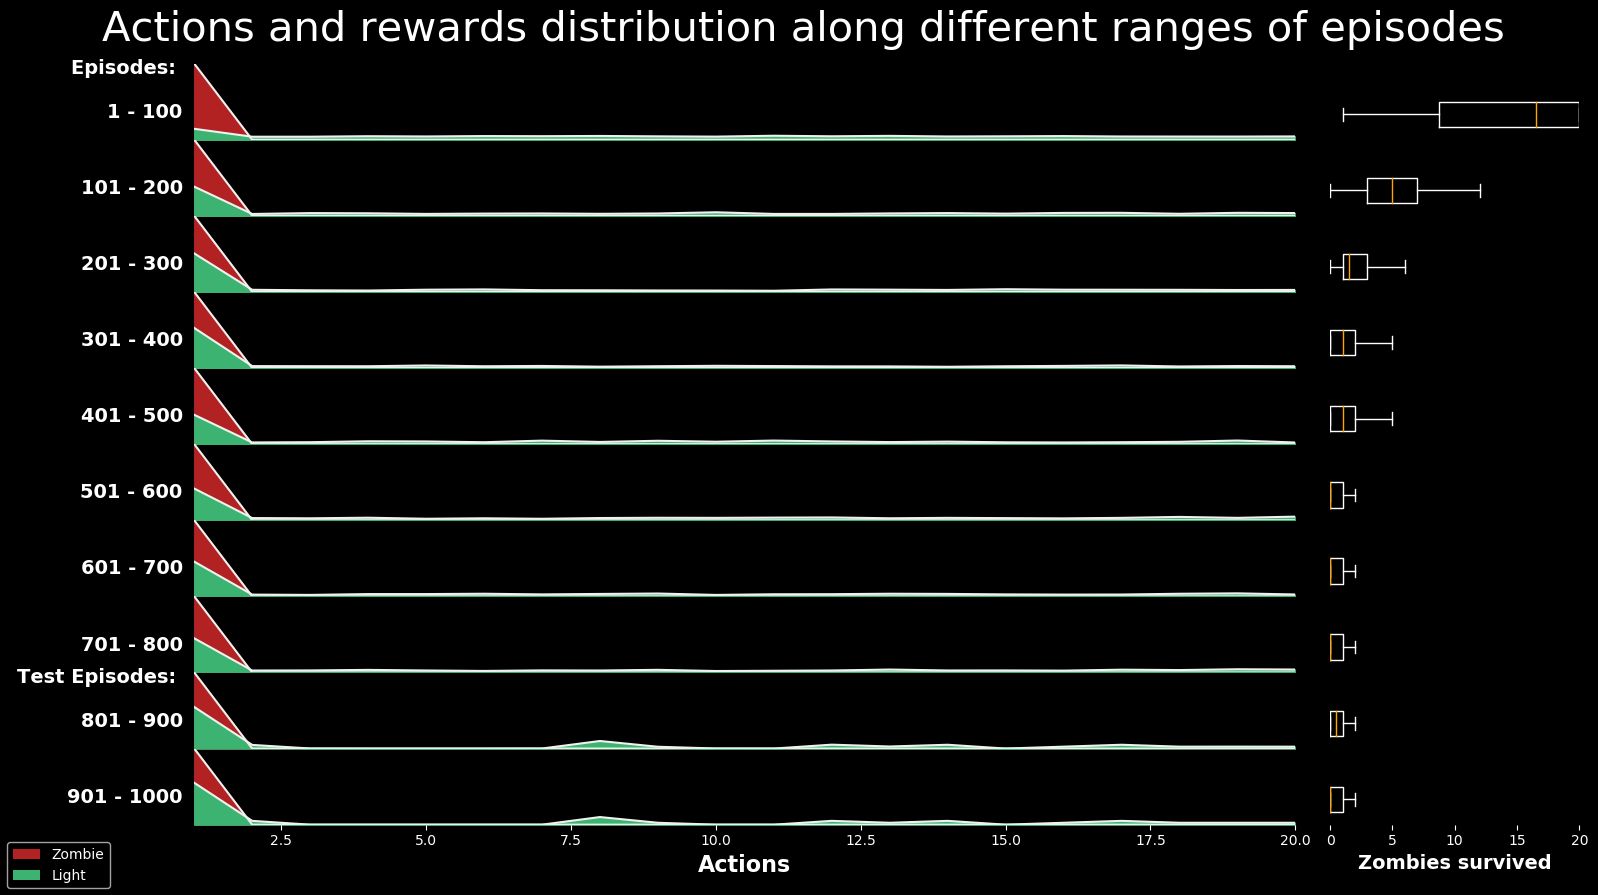 Actions and rewards distribution along different ranges of episodes
Episodes:
1 - 100
101 - 200
201 - 300
301 - 400
401 - 500
501 - 600
601 - 700
701 - 800
Test Episodes:
801 - 900
901 - 1000
2.5 5.0 7.5 10.0 12.5 15.0 17.5 20.0
0 5 10 15 20
Actions
Zombies survived
Zombie
Light